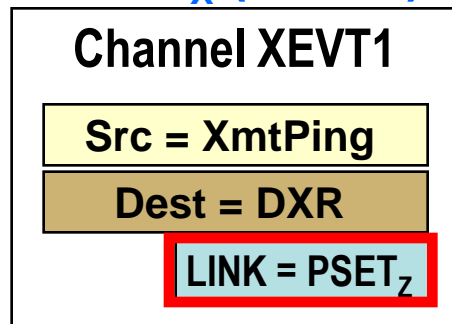 Channel XEVT1
Src = XmtPing
Dest = DXR
LINK = PSETZ